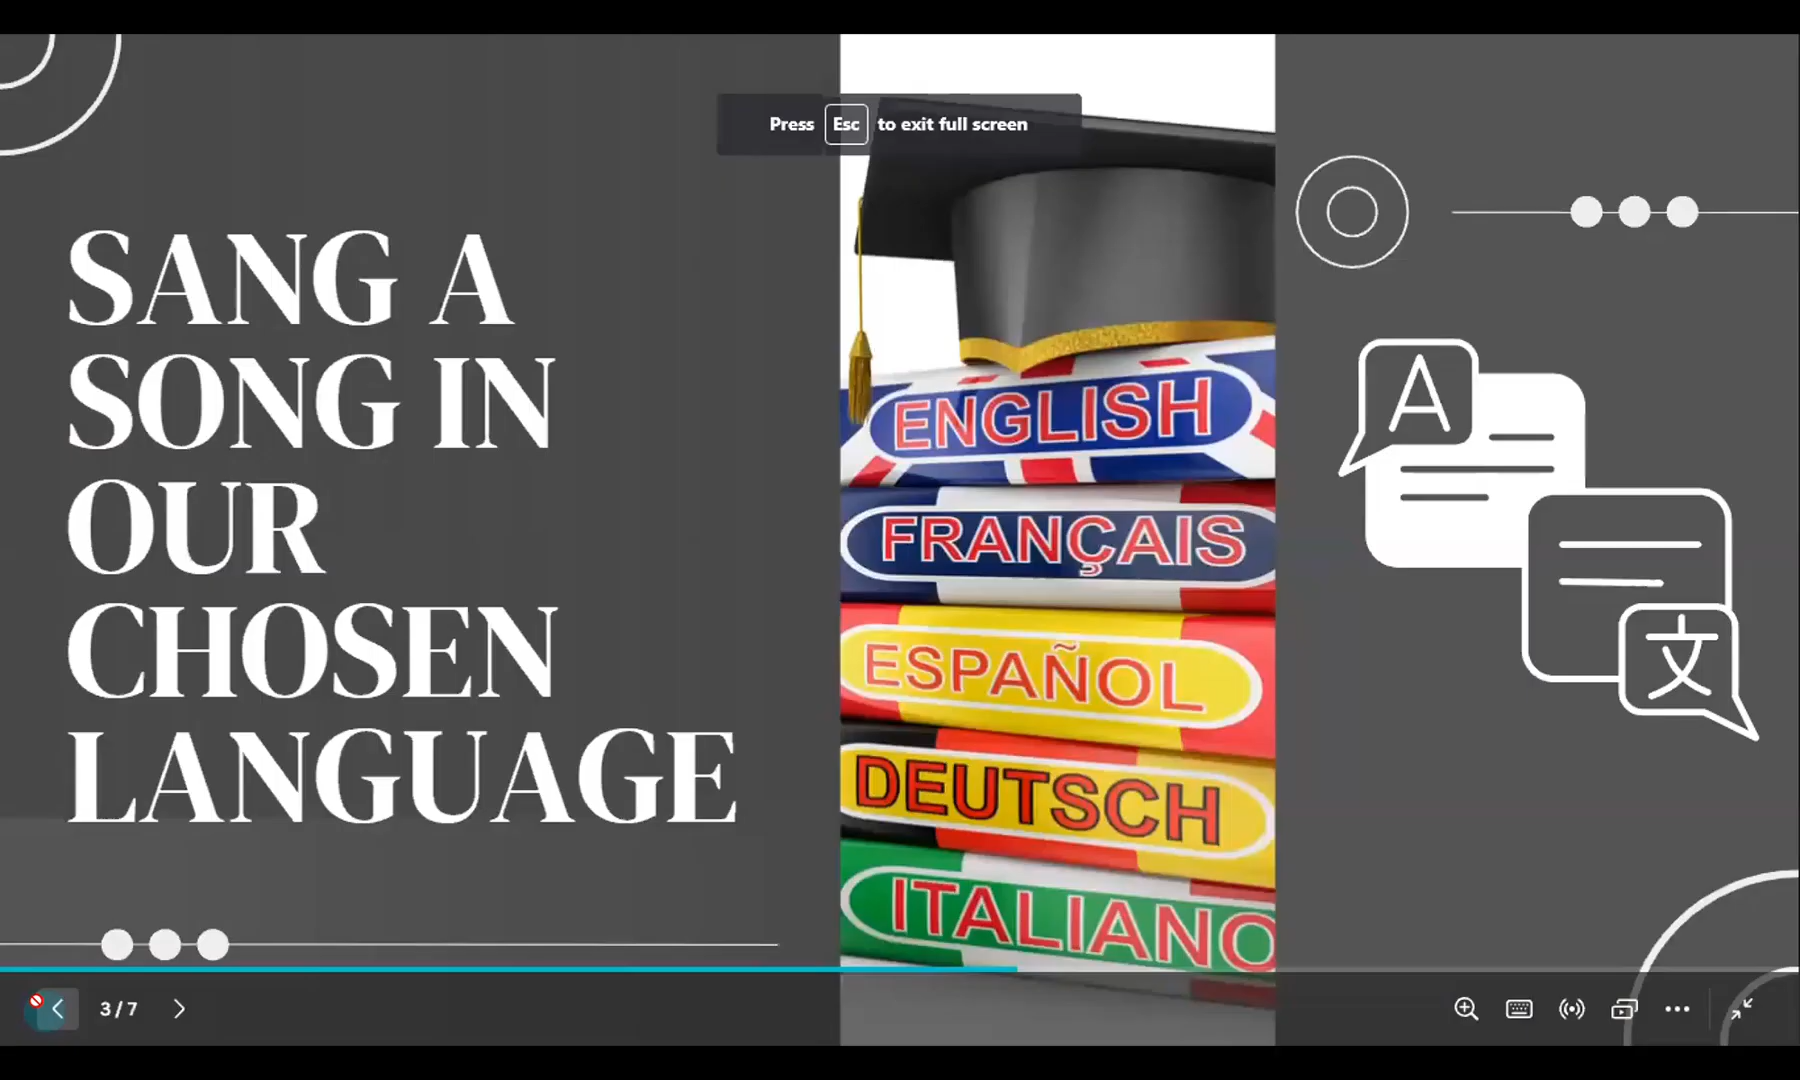 Press Esc to exit full screen
SANG A
SONG IN
OUR
CHOSEN
LANGUAGE
ENGLISH
FRANÇAIS
ESPAÑOL
DEUTSCH
ITALIANO
A
文
3 / 7